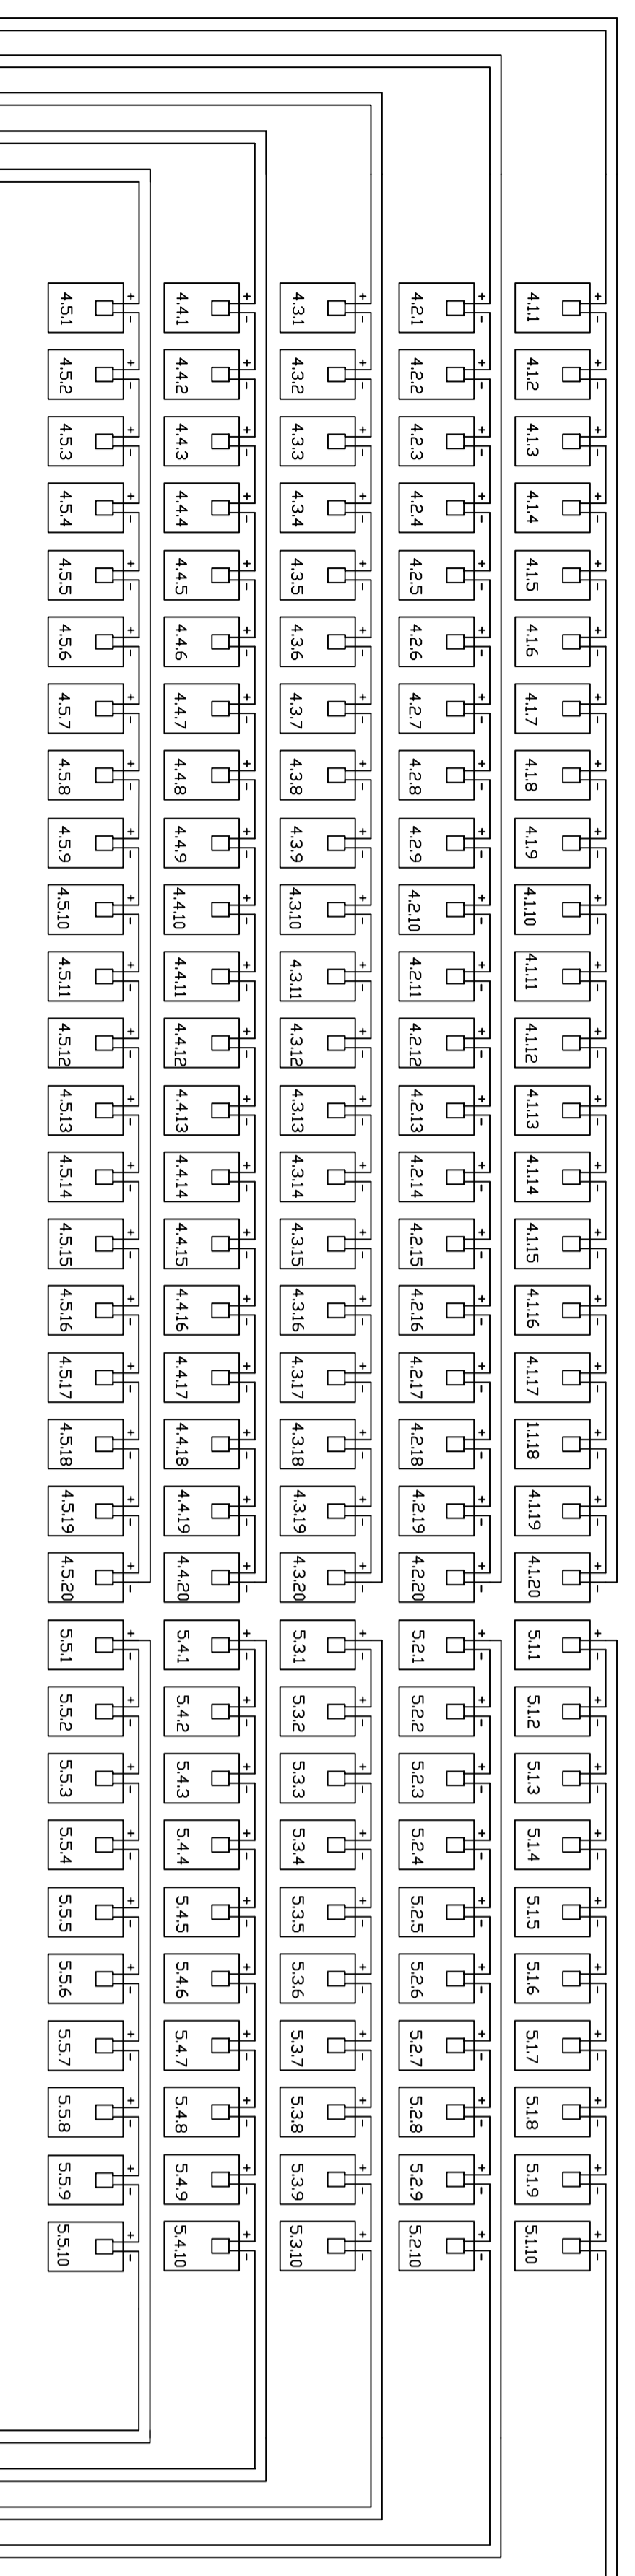 + - + - + - + - + - + - + - + - + - + - + - + - + - + - + - + - + - + - + - + - + - + - + - + - + - + - + - + - + - + -
4.1.1 4.1.2 4.1.3 4.1.4 4.1.5 4.1.6 4.1.7 4.1.8 4.1.9 4.1.10 4.1.11 4.1.12 4.1.13 4.1.14 4.1.15 4.1.16 4.1.17 1.1.18 4.1.19 4.1.20 5.1.1 5.1.2 5.1.3 5.1.4 5.1.5 5.1.6 5.1.7 5.1.8 5.1.9 5.1.10
+ - + - + - + - + - + - + - + - + - + - + - + - + - + - + - + - + - + - + - + - + - + - + - + - + - + - + - + - + - + -
4.2.1 4.2.2 4.2.3 4.2.4 4.2.5 4.2.6 4.2.7 4.2.8 4.2.9 4.2.10 4.2.11 4.2.12 4.2.13 4.2.14 4.2.15 4.2.16 4.2.17 4.2.18 4.2.19 4.2.20 5.2.1 5.2.2 5.2.3 5.2.4 5.2.5 5.2.6 5.2.7 5.2.8 5.2.9 5.2.10
+ - + - + - + - + - + - + - + - + - + - + - + - + - + - + - + - + - + - + - + - + - + - + - + - + - + - + - + - + - + -
4.3.1 4.3.2 4.3.3 4.3.4 4.3.5 4.3.6 4.3.7 4.3.8 4.3.9 4.3.10 4.3.11 4.3.12 4.3.13 4.3.14 4.3.15 4.3.16 4.3.17 4.3.18 4.3.19 4.3.20 5.3.1 5.3.2 5.3.3 5.3.4 5.3.5 5.3.6 5.3.7 5.3.8 5.3.9 5.3.10
+ - + - + - + - + - + - + - + - + - + - + - + - + - + - + - + - + - + - + - + - + - + - + - + - + - + - + - + - + - + -
4.4.1 4.4.2 4.4.3 4.4.4 4.4.5 4.4.6 4.4.7 4.4.8 4.4.9 4.4.10 4.4.11 4.4.12 4.4.13 4.4.14 4.4.15 4.4.16 4.4.17 4.4.18 4.4.19 4.4.20 5.4.1 5.4.2 5.4.3 5.4.4 5.4.5 5.4.6 5.4.7 5.4.8 5.4.9 5.4.10
+ - + - + - + - + - + - + - + - + - + - + - + - + - + - + - + - + - + - + - + - + - + - + - + - + - + - + - + - + - + -
4.5.1 4.5.2 4.5.3 4.5.4 4.5.5 4.5.6 4.5.7 4.5.8 4.5.9 4.5.10 4.5.11 4.5.12 4.5.13 4.5.14 4.5.15 4.5.16 4.5.17 4.5.18 4.5.19 4.5.20 5.5.1 5.5.2 5.5.3 5.5.4 5.5.5 5.5.6 5.5.7 5.5.8 5.5.9 5.5.10